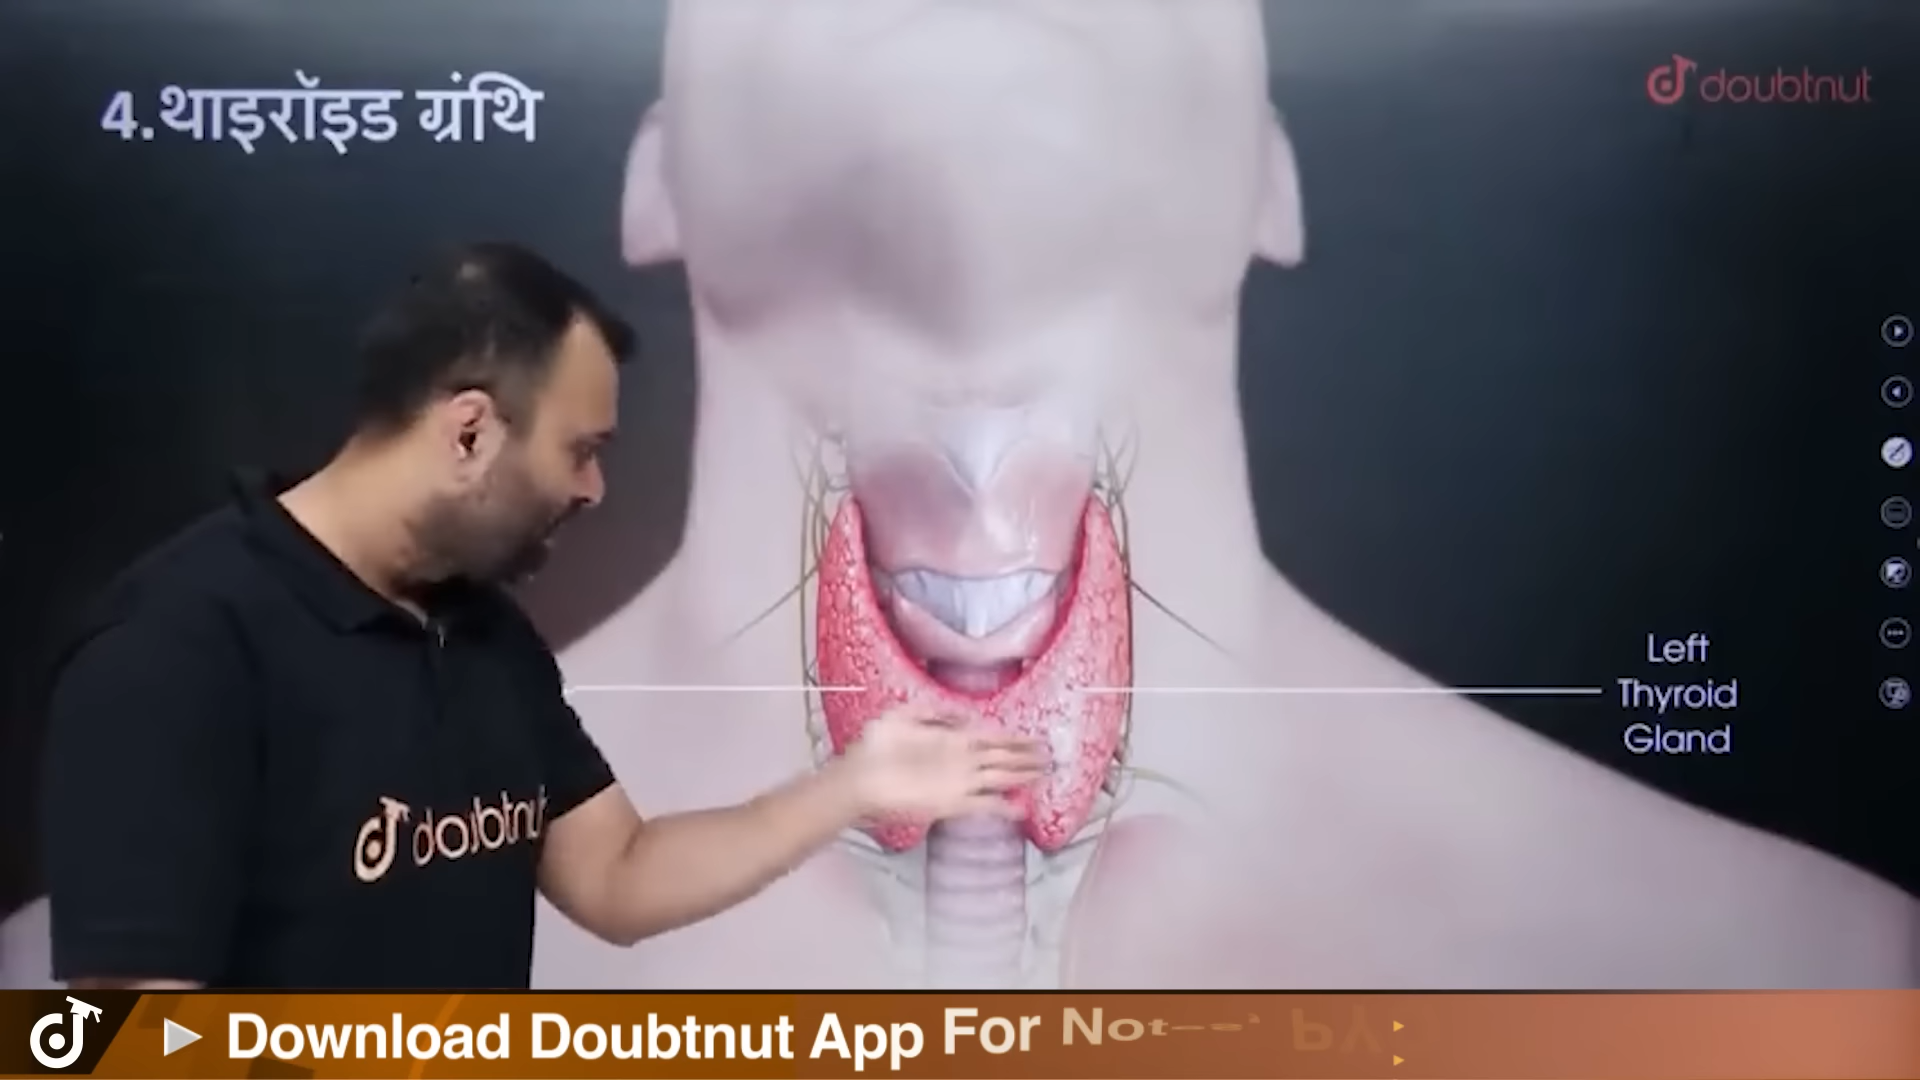 4.थाइरॉइड ग्रंथि
doubtnut
Left
Thyroid
Gland
doubtnut
Download Doubtnut App For